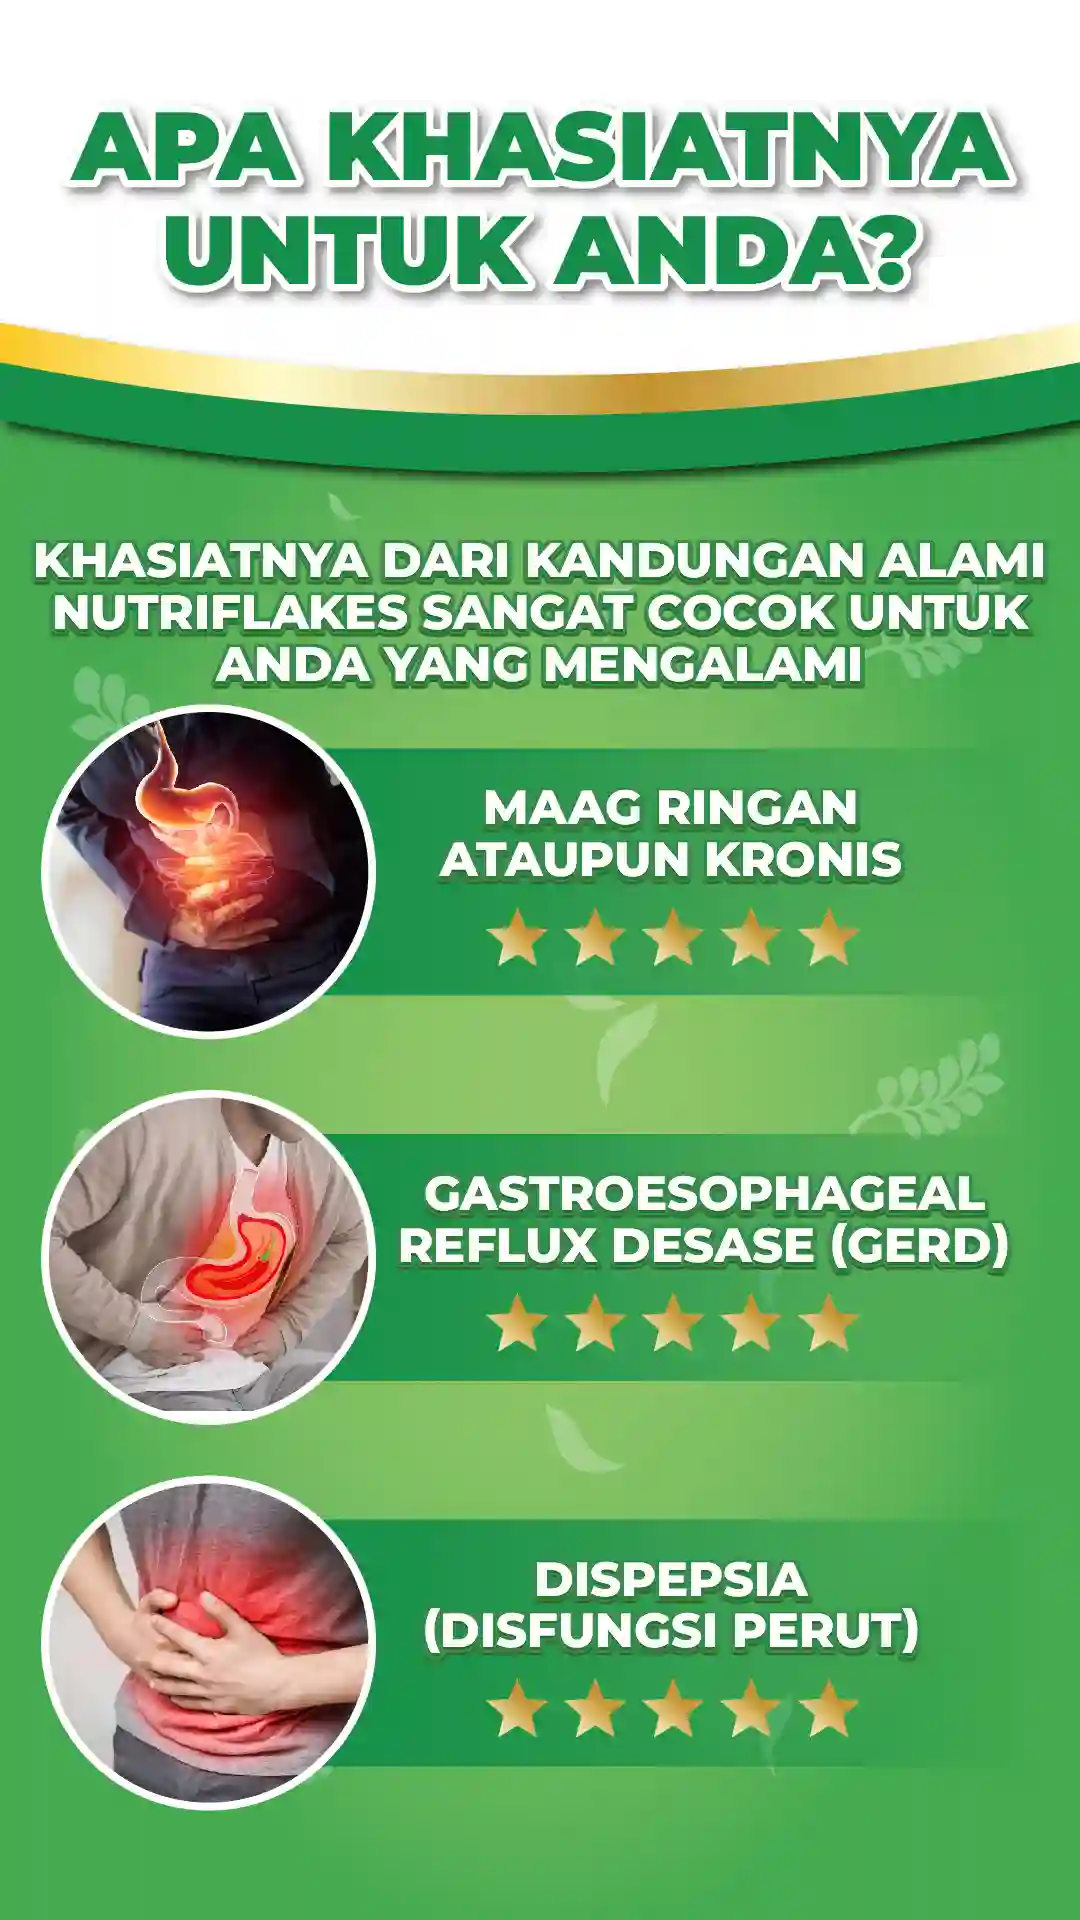 APA KHASIATNYA
UNTUK ANDA?
KHASIATNYA DARI KANDUNGAN ALAMI
NUTRIFLAKES SANGAT COCOK UNTUK
ANDA YANG MENGALAMI
MAAG RINGAN
ATAUPUN KRONIS
GASTROESOPHAGEAL
REFLUX DESASE (GERD)
DISPEPSIA
(DISFUNGSI PERUT)